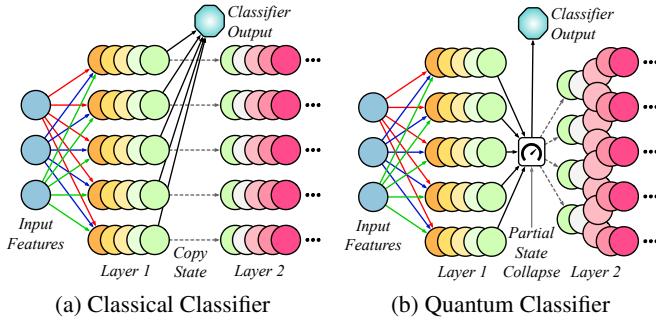 Classifier
Output
Input
Features
Layer 1
Copy
State
Layer 2
(a) Classical Classifier
Classifier
Output
Input
Features
Layer 1
Partial
State
Collapse
Layer 2
(b) Quantum Classifier